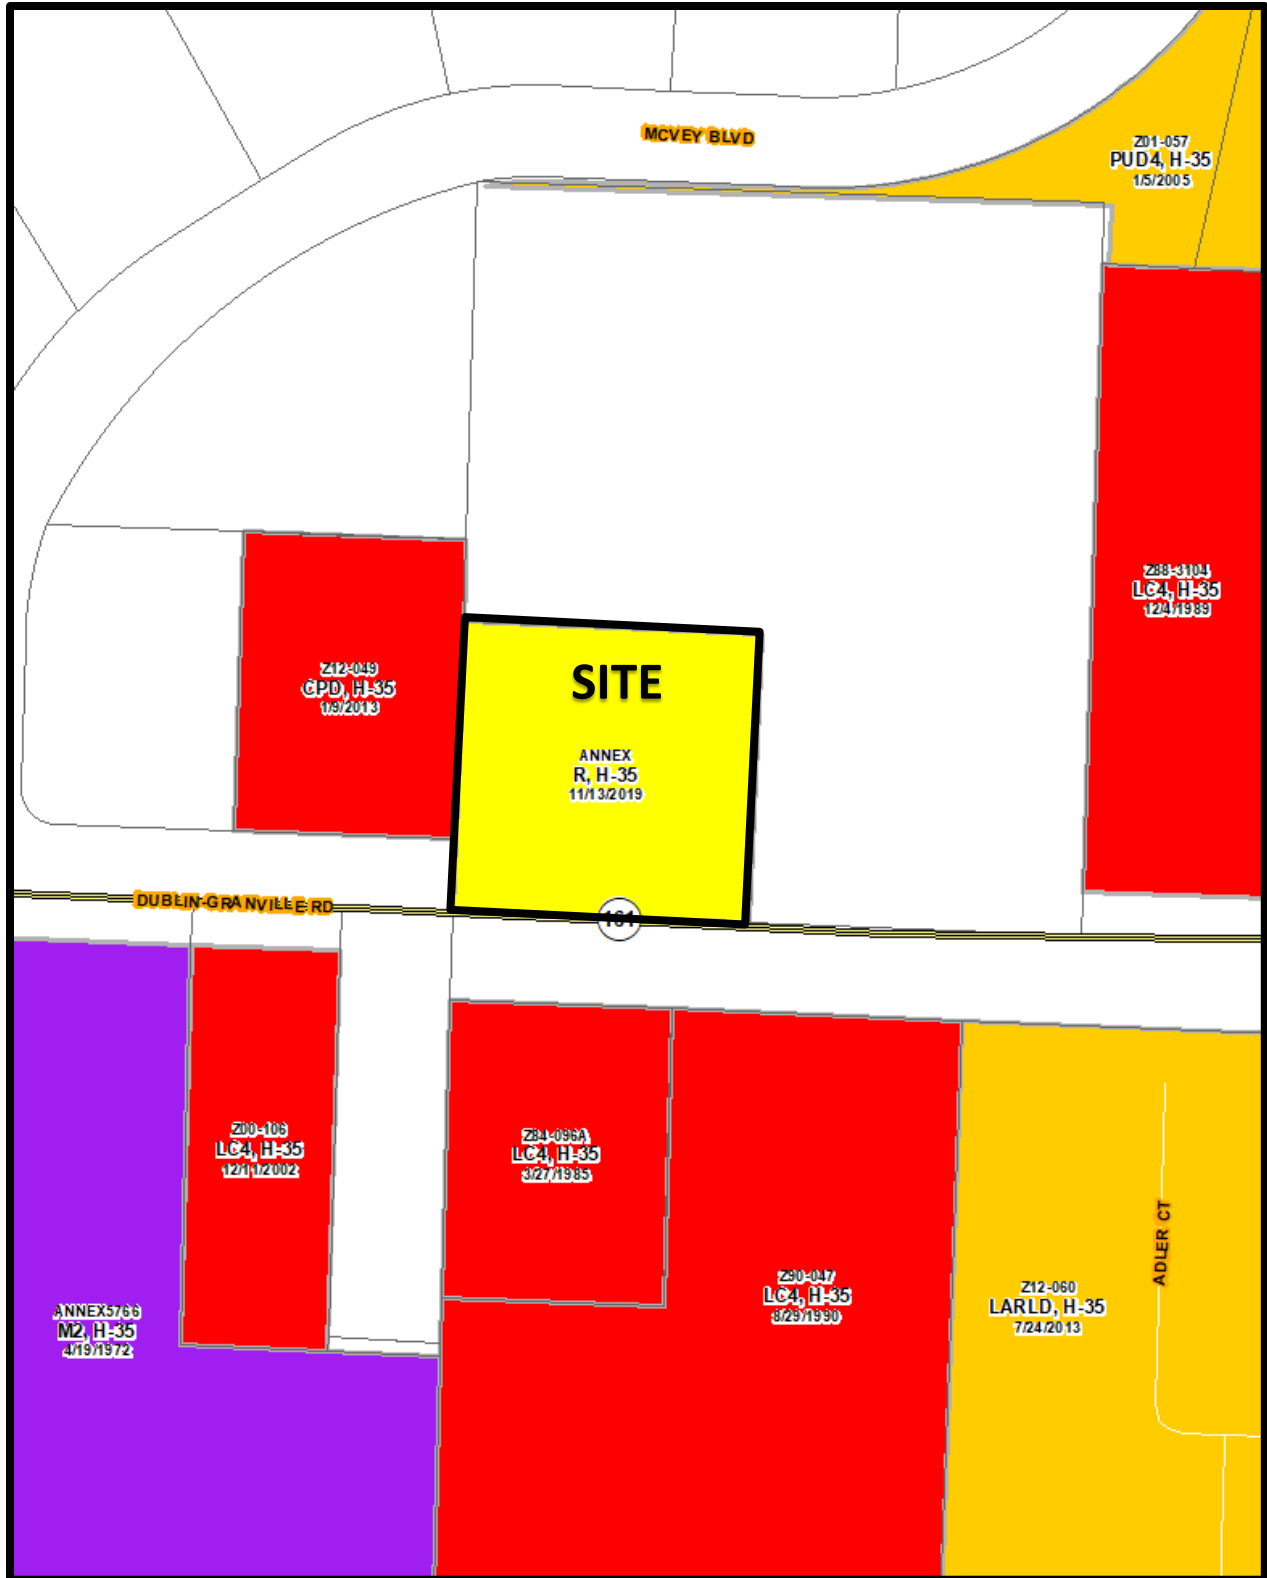 MCVEY BLVD
Z01-057
PUD4, H-35
1/5/2005
Z88-3104
LC4, H-35
12/4/1989
Z12-049
CPD, H-35
1/9/2013
SITE
ANNEX
R, H-35
11/13/2019
DUBLIN-GRANVILLE RD
161
Z00-106
LC4, H-35
12/11/2002
Z84-096A
LC4, H-35
3/27/1985
ADLER CT
Z90-047
LC4, H-35
8/29/1990
Z12-060
LARLD, H-35
7/24/2013
ANNEX5766
M2, H-35
4/19/1972